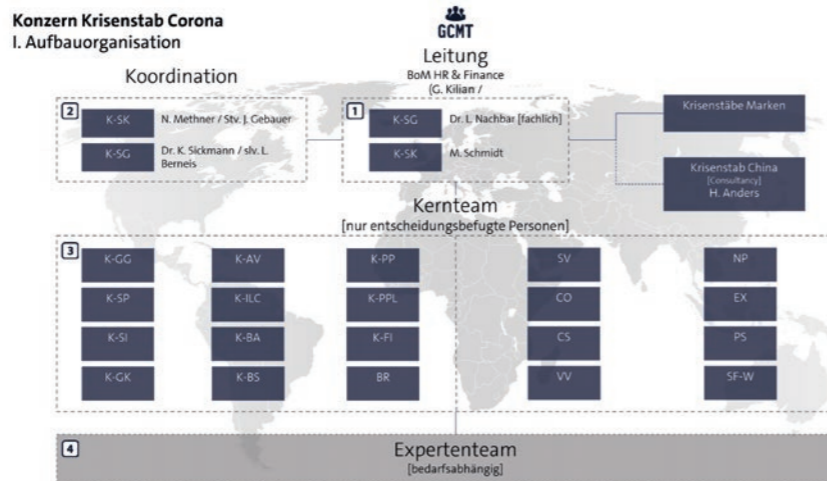 Konzern Krisenstab Corona
I. Aufbauorganisation
GCMT
Leitung
BoM HR & Finance
(G. Kilian /
Koordination
2
K-SK N. Methner / Stv. J. Gebauer
K-SG Dr. K. Sickmann / slv. L. Berneis
1
K-SG Dr. L. Nachbar [fachlich]
K-SK M. Schmidt
Krisenstäbe Marken
Krisenstab China
[Consultancy]
H. Anders
Kernteam
[nur entscheidungsbefugte Personen]
3
K-GG K-AV K-PP SV NP
K-SP K-ILC K-PPL CO EX
K-SI K-BA K-FI CS PS
K-GK K-BS BR VV SF-W
4
Expertenteam
[bedarfsabhängig]